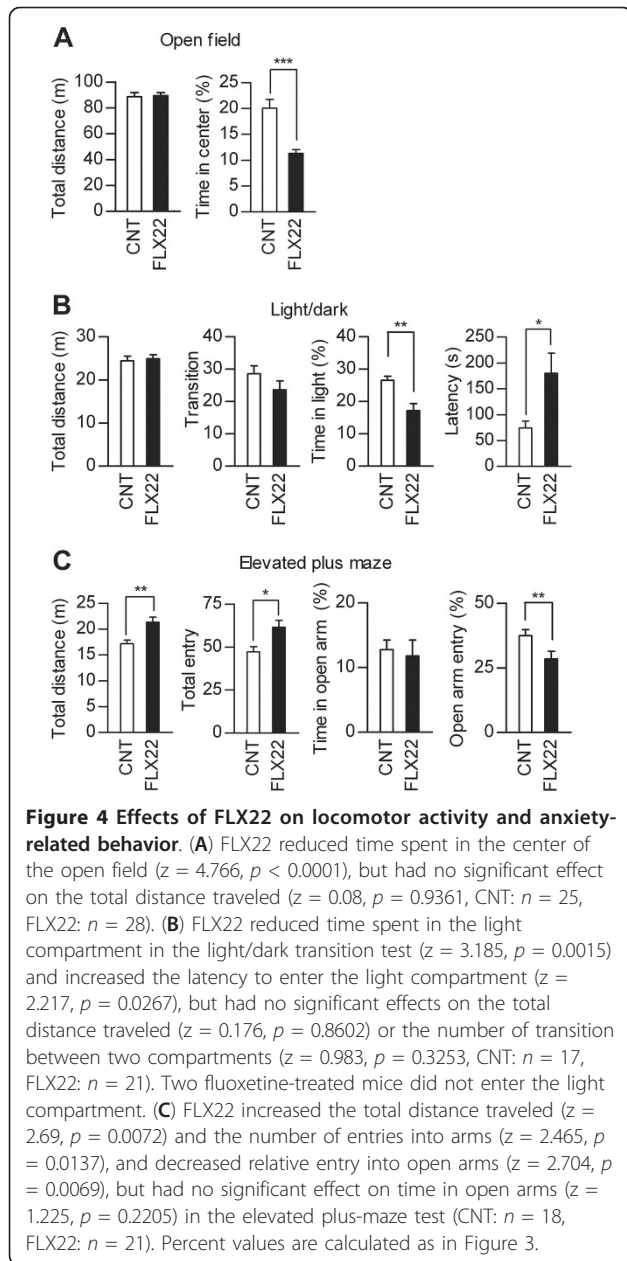 A
Open field
Total distance (m)
100
80
60
40
20
0
CNT
FLX22
Time in center (%)
25
20
15
10
5
0
***
CNT
FLX22
B
Light/dark
Total distance (m)
30
20
10
0
CNT
FLX22
Transition
40
30
20
10
0
CNT
FLX22
Time in light (%)
40
30
20
10
0
**
CNT
FLX22
Latency (s)
250
200
150
100
50
0
*
CNT
FLX22
C
Elevated plus maze
Total distance (m)
25
20
15
10
5
0
**
CNT
FLX22
Total entry
75
50
25
0
*
CNT
FLX22
Time in open arm (%)
20
10
0
CNT
FLX22
Open arm entry (%)
50
25
0
**
CNT
FLX22
Figure 4 Effects of FLX22 on locomotor activity and anxiety-
related behavior. (A) FLX22 reduced time spent in the center of
the open field (z = 4.766, p < 0.0001), but had no significant effect
on the total distance traveled (z = 0.08, p = 0.9361, CNT: n = 25,
FLX22: n = 28). (B) FLX22 reduced time spent in the light
compartment in the light/dark transition test (z = 3.185, p = 0.0015)
and increased the latency to enter the light compartment (z =
2.217, p = 0.0267), but had no significant effects on the total
distance traveled (z = 0.176, p = 0.8602) or the number of transition
between two compartments (z = 0.983, p = 0.3253, CNT: n = 17,
FLX22: n = 21). Two fluoxetine-treated mice did not enter the light
compartment. (C) FLX22 increased the total distance traveled (z =
2.69, p = 0.0072) and the number of entries into arms (z = 2.465, p
= 0.0137), and decreased relative entry into open arms (z = 2.704, p
= 0.0069), but had no significant effect on time in open arms (z =
1.225, p = 0.2205) in the elevated plus-maze test (CNT: n = 18,
FLX22: n = 21). Percent values are calculated as in Figure 3.